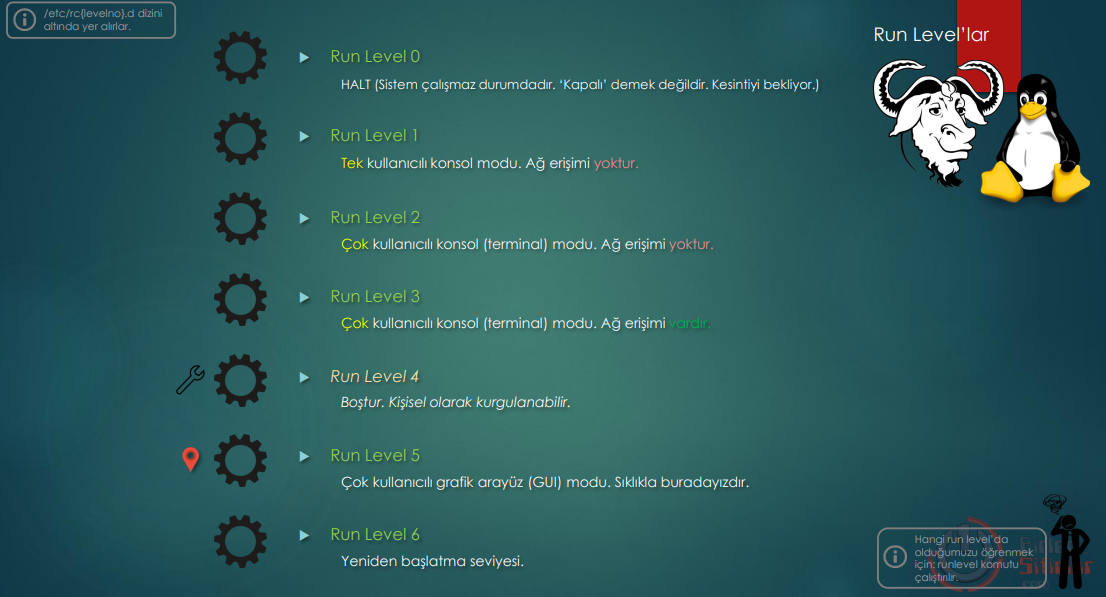 /etc/rc{levelno}.d dizini
altında yer alırlar.
Run Level'lar
Run Level 0
HALT (Sistem çalışmaz durumdadır. ‘Kapalı’ demek değildir. Kesintiyi bekliyor.)
Run Level 1
Tek kullanıcılı konsol modu. Ağ erişimi yoktur.
Run Level 2
Çok kullanıcılı konsol (terminal) modu. Ağ erişimi yoktur.
Run Level 3
Çok kullanıcılı konsol (terminal) modu. Ağ erişimi vardır.
Run Level 4
Boştur. Kişisel olarak kurgulanabilir.
Run Level 5
Çok kullanıcılı grafik arayüz (GUI) modu. Sıklıkla buradayızdır.
Run Level 6
Yeniden başlatma seviyesi.
Hangi run level’da
olduğumuzu öğrenmek
için: runlevel komutu
çalıştırılır.